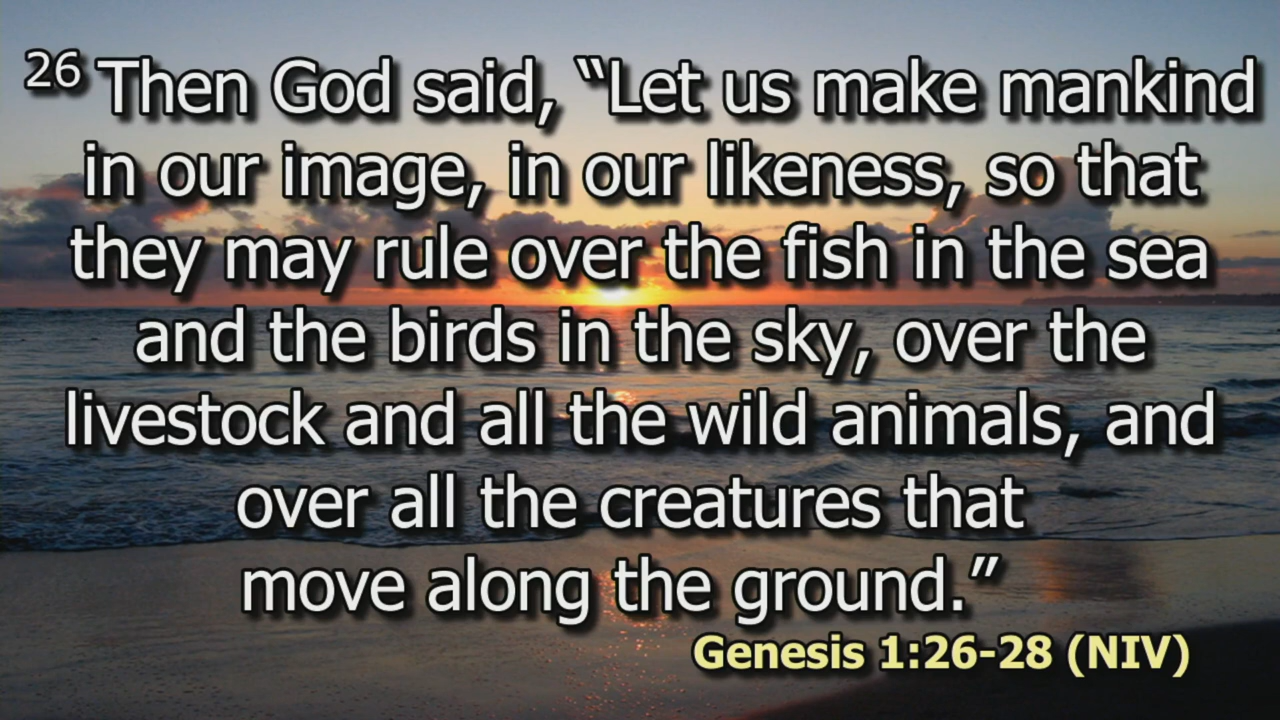 26 Then God said, “Let us make mankind
in our image, in our likeness, so that
they may rule over the fish in the sea
and the birds in the sky, over the
livestock and all the wild animals, and
over all the creatures that
move along the ground.”
Genesis 1:26-28 (NIV)